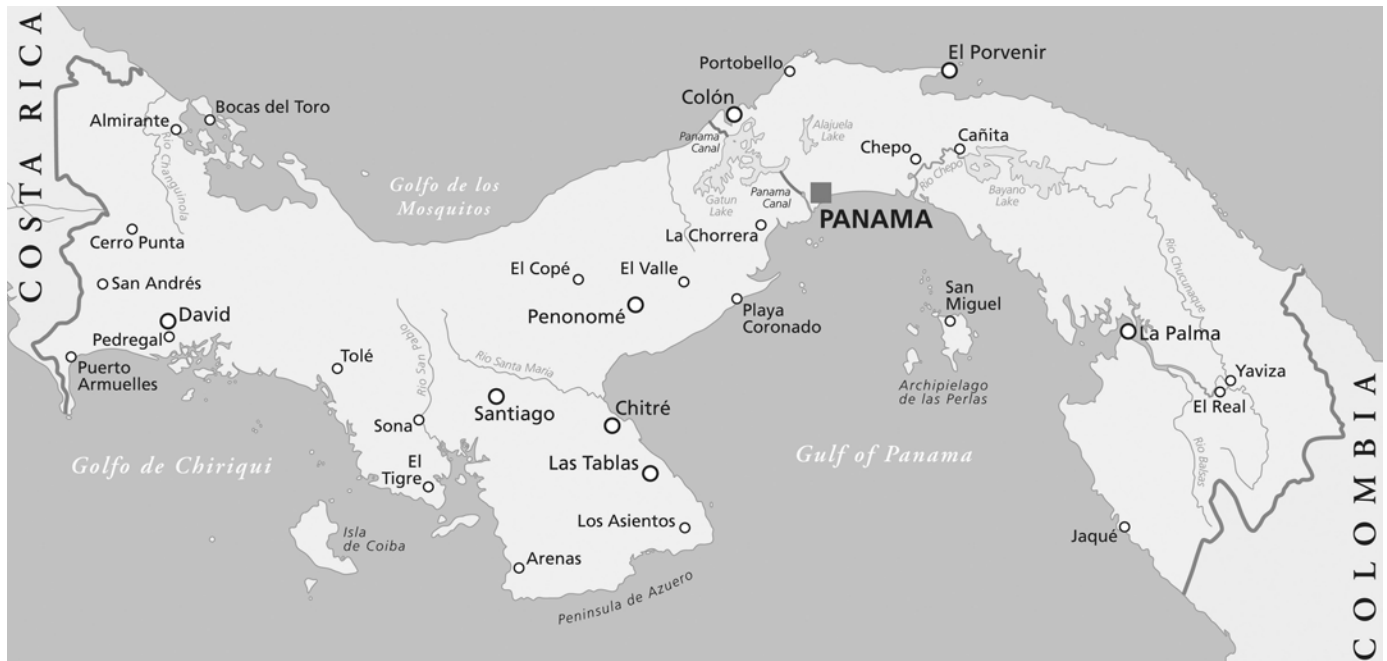 COSTA RICA
Almirante
Bocas del Toro
Río Changuinola
Cerro Punta
San Andrés
David
Pedregal
Puerto
Armuelles
Golfo de Chiriqui
Golfo de los
Mosquitos
Tolé
Río San Pablo
Sona
El
Tigre
Isla
de Coiba
Río Santa María
Santiago
Chitré
Las Tablas
Los Asientos
Arenas
Peninsula de Azuero
El Copé
El Valle
Penonomé
Playa
Coronado
La Chorrera
Portobello
Colón
Panama
Canal
Gatun
Lake
Alajuela
Lake
Panama
Canal
PANAMA
El Porvenir
Chepo
Cañita
Río Chepo
Bayano
Lake
San
Miguel
Archipielago
de las Perlas
Gulf of Panama
Río Chucunaque
La Palma
Yaviza
El Real
Río Balsas
Jaqué
COLOMBIA